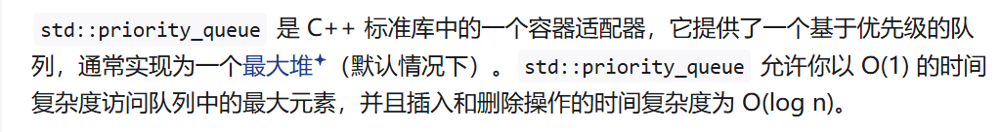 std::priority_queue 是 C++ 标准库中的一个容器适配器，它提供了一个基于优先级的队
列，通常实现为一个最大堆（默认情况下）。 std::priority_queue 允许你以 O(1) 的时间
复杂度访问队列中的最大元素，并且插入和删除操作的时间复杂度为 O(log n)。